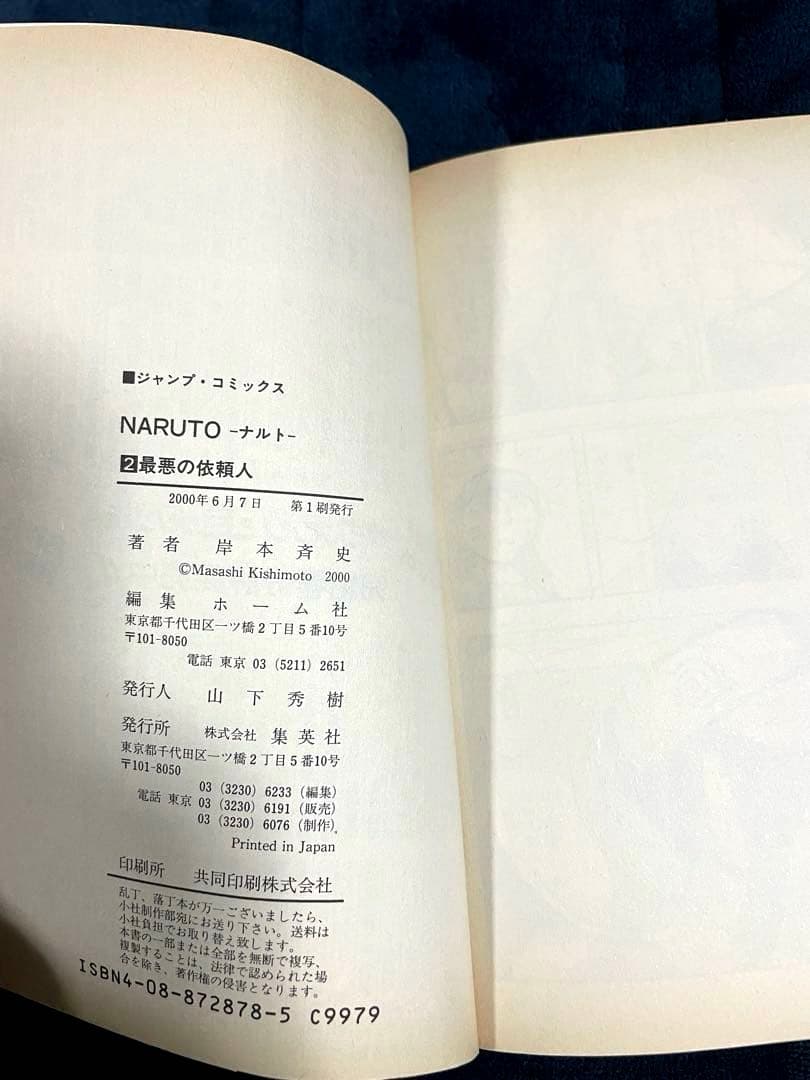 ■ジャンプ・コミックス
NARUTO -ナルト-
2最悪の依頼人
2000年6月7日 第1刷発行
著者 岸本斉史
©Masashi Kishimoto 2000
編集 ホーム社
東京都千代田区一ツ橋2丁目5番10号
〒101-8050
電話 東京 03 (5211) 2651
発行人 山下秀樹
発行所 株式会社 集英社
東京都千代田区一ツ橋2丁目5番10号
〒101-8050
03 (3230) 6233 (編集)
電話 東京 03 (3230) 6191 (販売)
03 (3230) 6076 (制作)
Printed in Japan
印刷所 共同印刷株式会社
乱丁、落丁本が万一ございましたら、
小社制作部宛にお送り下さい。送料は
小社負担でお取り替え致します。
本書の一部または全部を無断で複写、
複製することは、法律で認められた場
合を除き、著作権の侵害となります。
ISBN4-08-872878-5 C9979